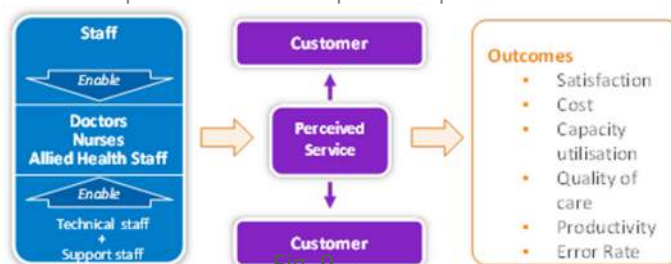 Staff
Enable
Doctors
Nurses
Allied Health Staff
Enable
Technical staff
+
Support staff
Customer
Perceived
Service
Customer
Outcomes
▪ Satisfaction
▪ Cost
▪ Capacity
utilisation
▪ Quality of
care
▪ Productivity
▪ Error Rate